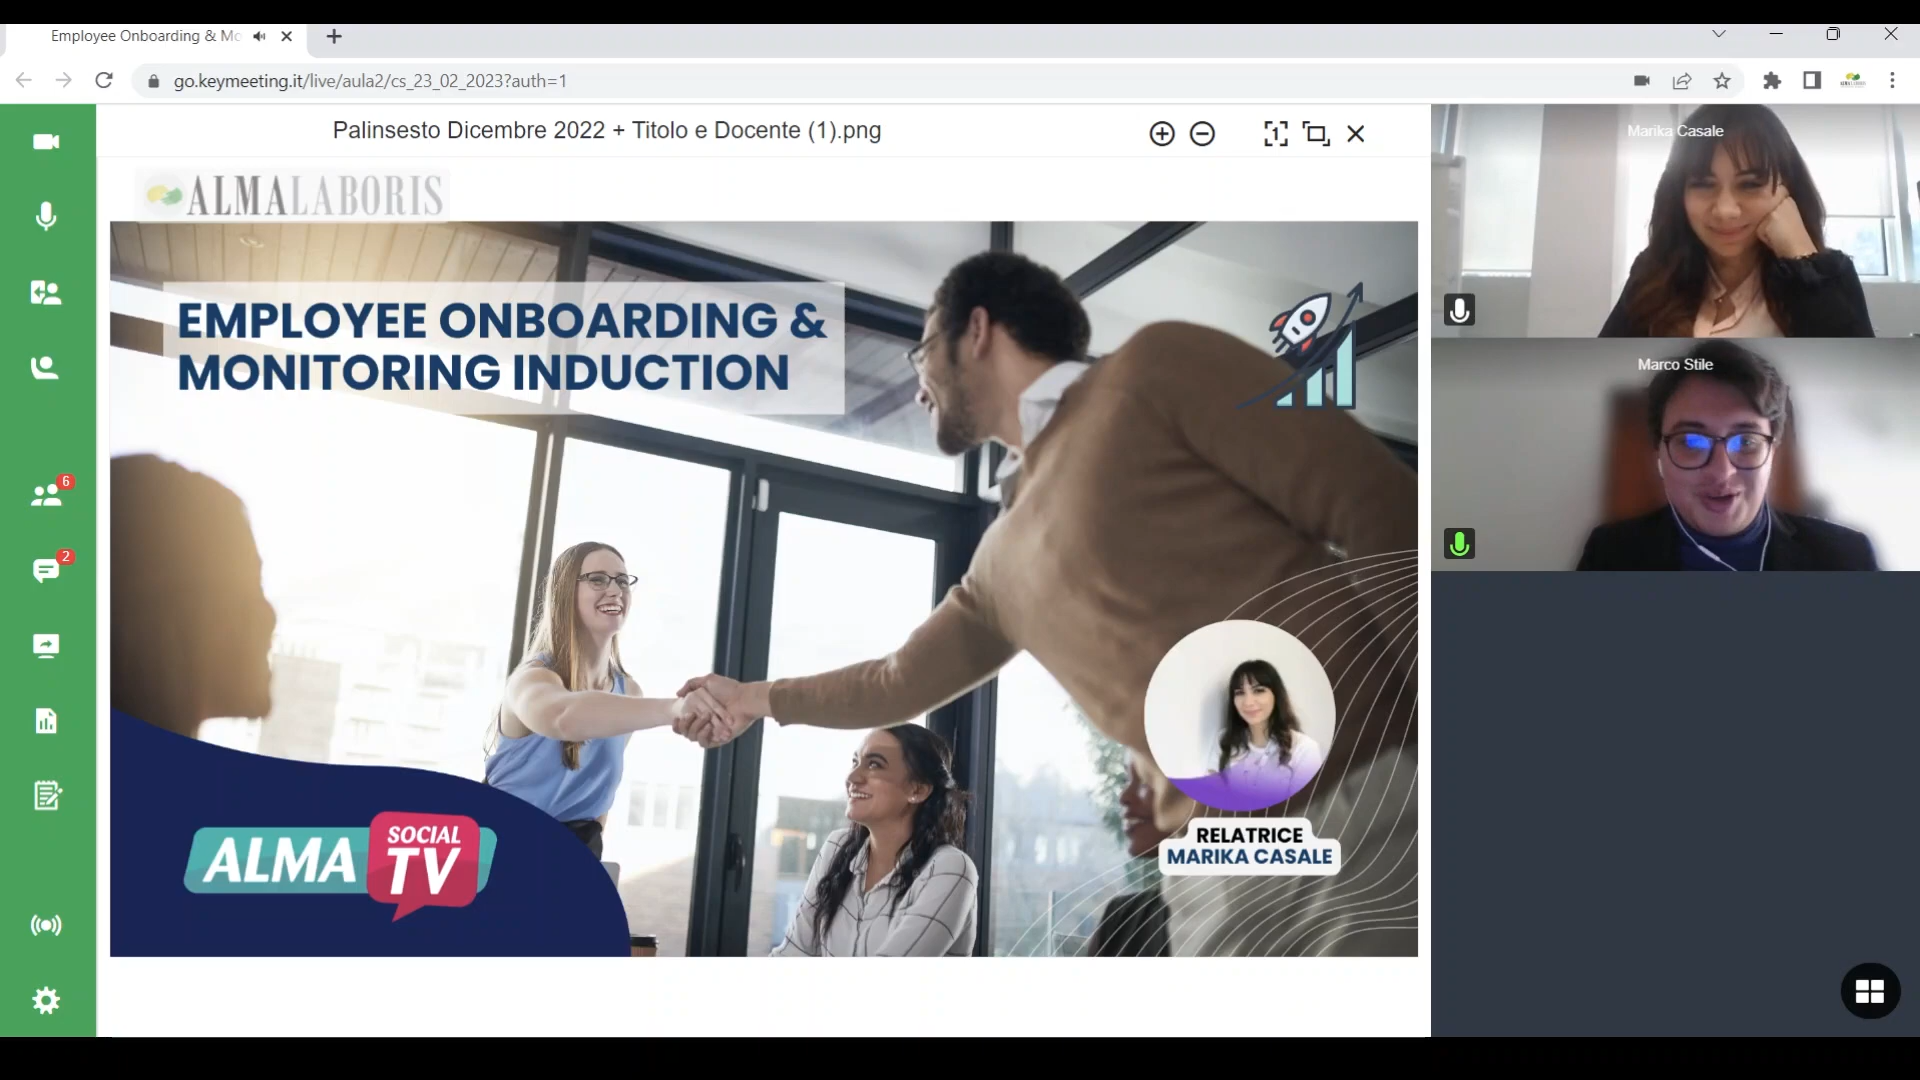 Employee Onboarding & Mo
go.keymeeting.it/live/aula2/cs_23_02_2023?auth=1
Palinsesto Dicembre 2022 + Titolo e Docente (1).png
1
ALMALABORIS
EMPLOYEE ONBOARDING &
MONITORING INDUCTION
RELATRICE
MARIKA CASALE
ALMA
SOCIAL
TV
6
2
Marika Casale
Marco Stile